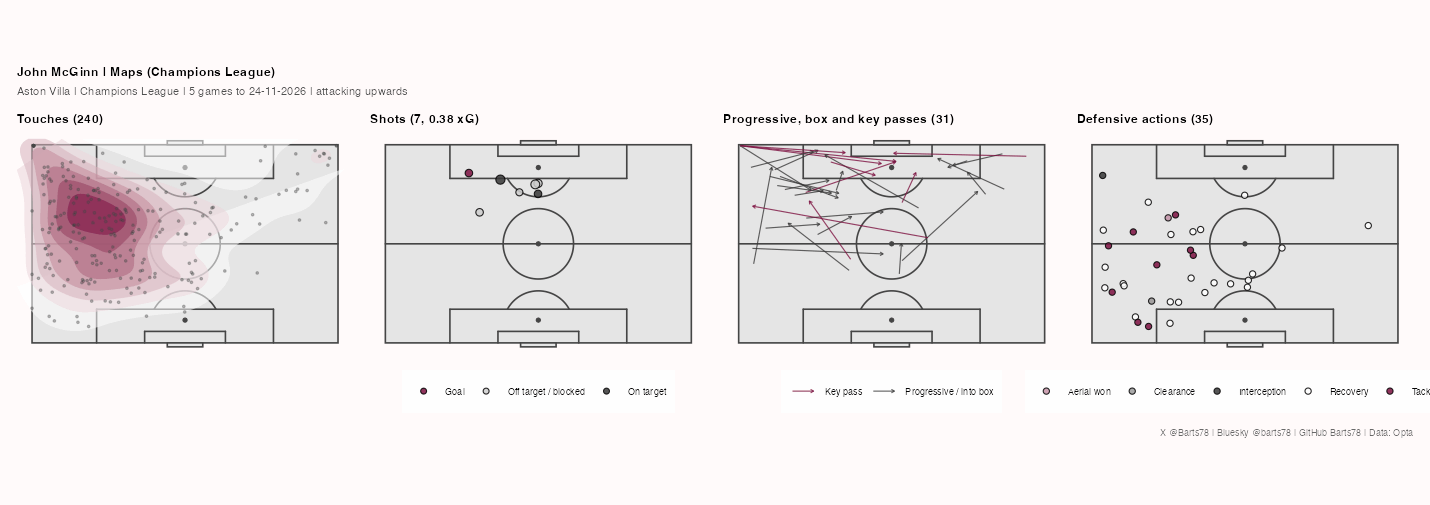 John McGinn | Maps (Champions League)
Aston Villa | Champions League | 5 games to 24-11-2026 | attacking upwards
Touches (240)
Shots (7, 0.38 xG)
Progressive, box and key passes (31)
Defensive actions (35)
Goal
Off target / blocked
On target
Key pass
Progressive / into box
Aerial won
Clearance
Interception
Recovery
Tack
X @Barts78 | Bluesky @barts78 | GitHub Barts78 | Data: Opta